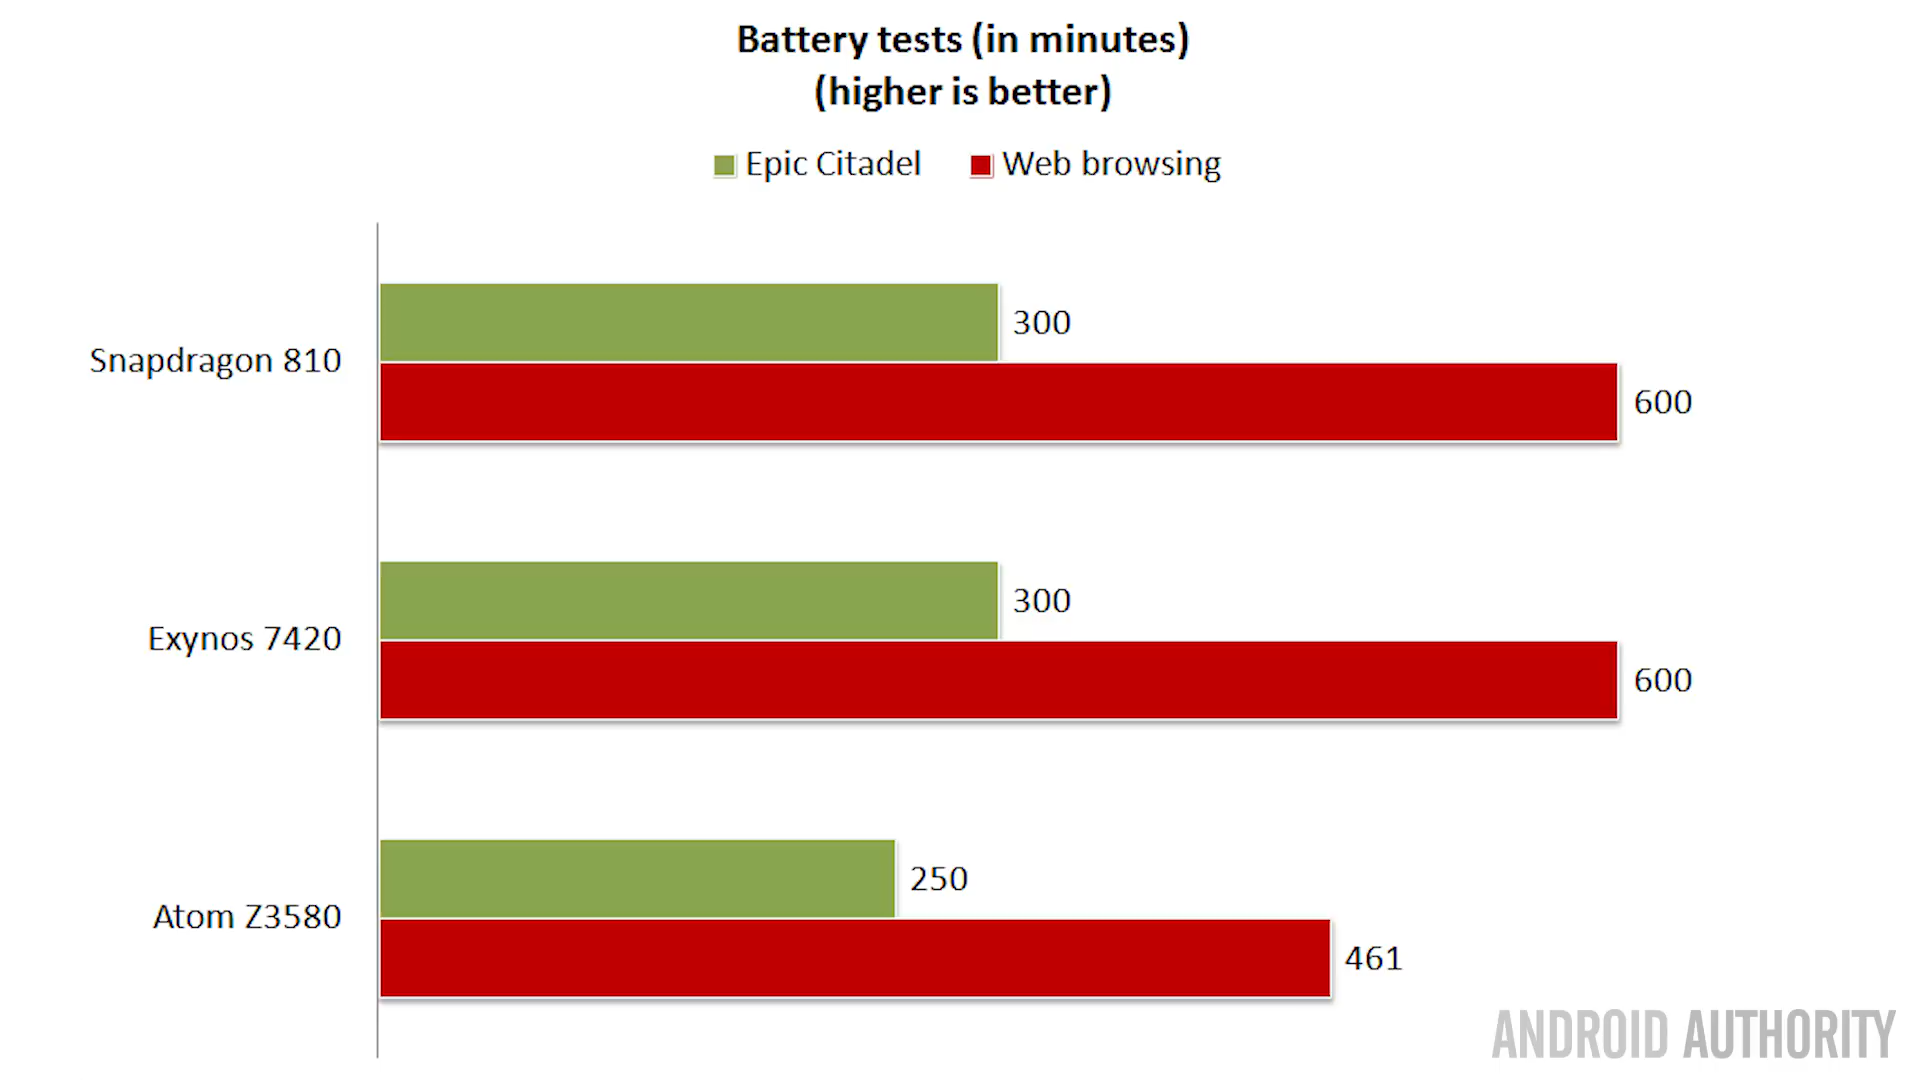 Battery tests (in minutes)
(higher is better)
Epic Citadel Web browsing
Snapdragon 810
300
600
Exynos 7420
300
600
Atom Z3580
250
461
ANDROID AUTHORITY